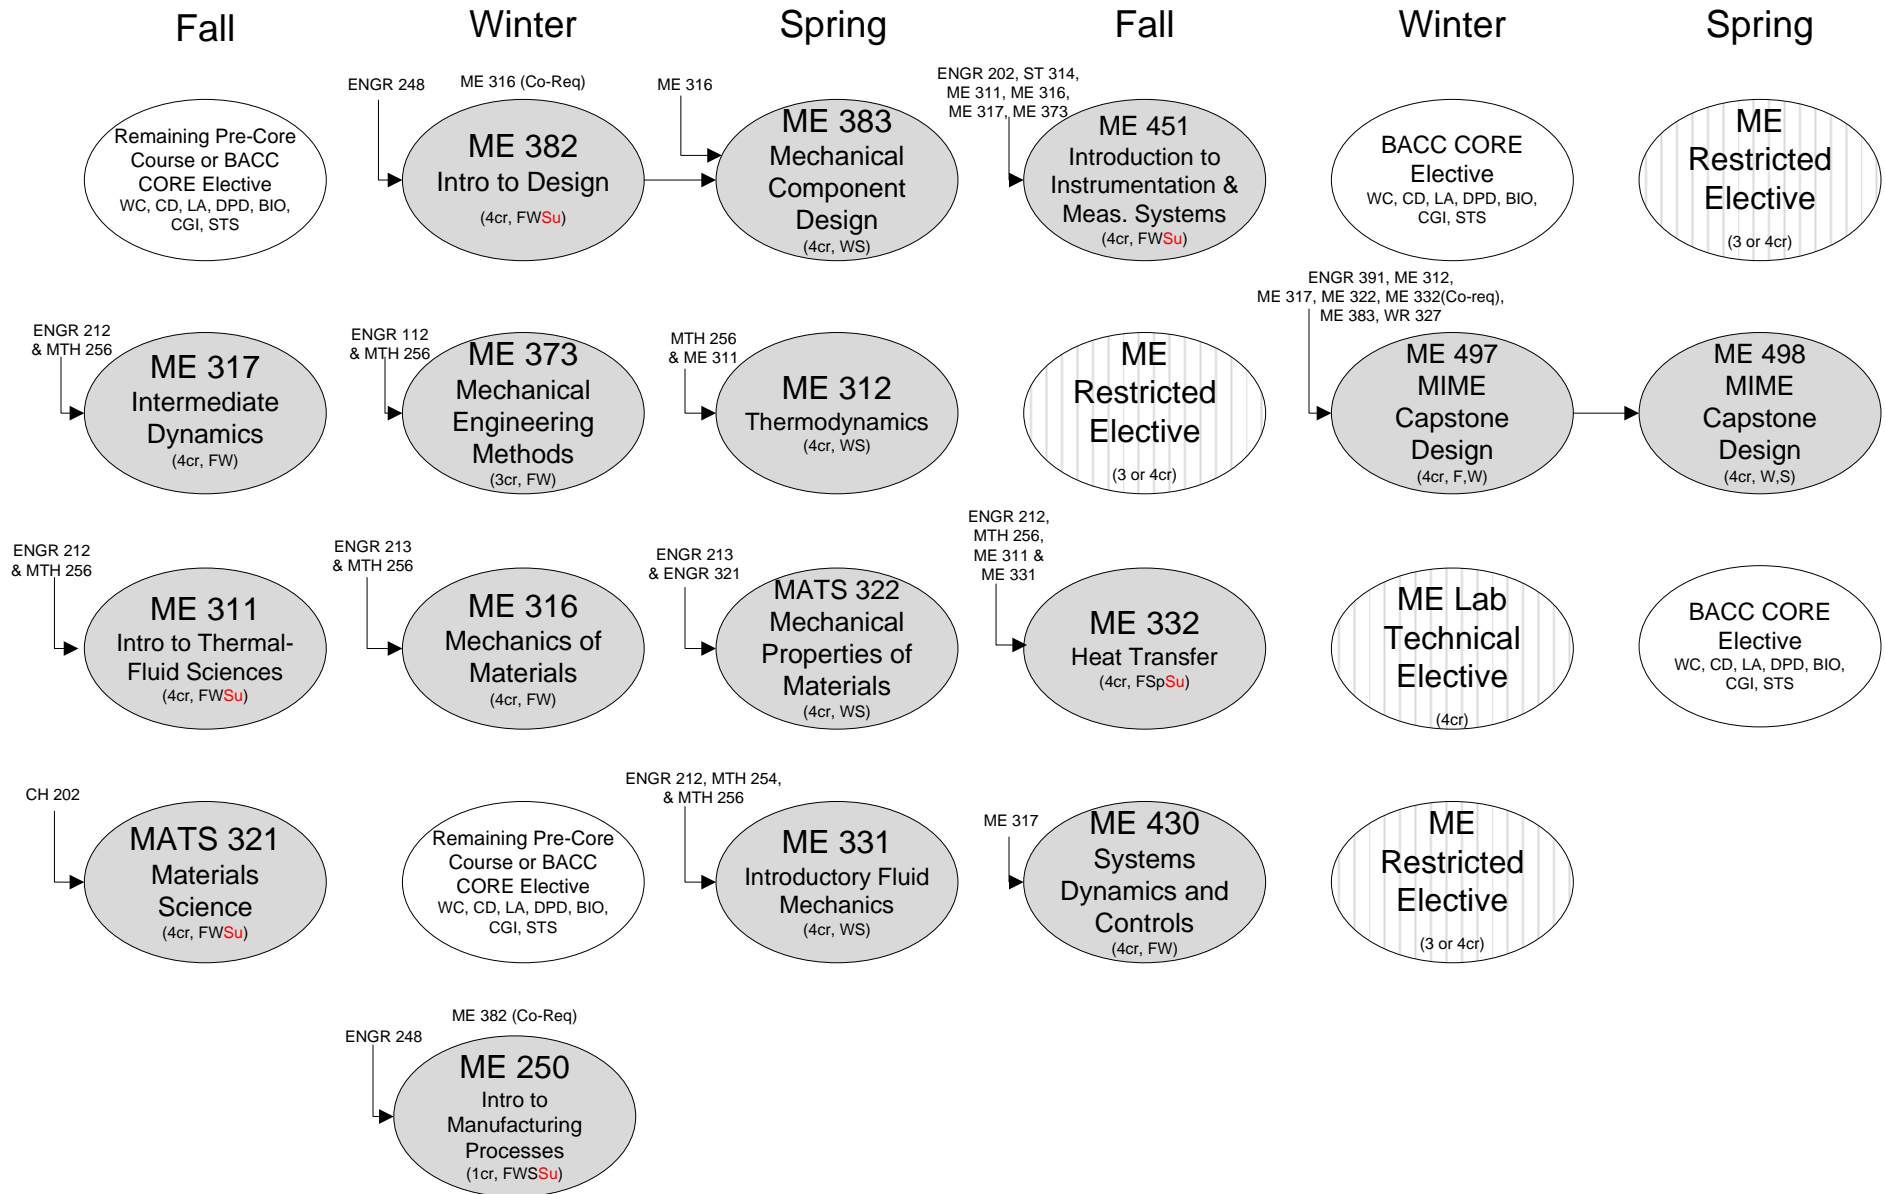 Fall
Winter
Spring
Fall
Winter
Spring
Remaining Pre-Core
Course or BACC
CORE Elective
WC, CD, LA, DPD, BIO,
CGI, STS
ENGR 248
ME 316 (Co-Req)
ME 382
Intro to Design
(4cr, FWSu)
ME 316
ME 383
Mechanical
Component
Design
(4cr, WS)
ENGR 202, ST 314,
ME 311, ME 316,
ME 317, ME 373
ME 451
Introduction to
Instrumentation &
Meas. Systems
(4cr, FWSu)
BACC CORE
Elective
WC, CD, LA, DPD, BIO,
CGI, STS
ME
Restricted
Elective
(3 or 4cr)
ENGR 212
& MTH 256
ME 317
Intermediate
Dynamics
(4cr, FW)
ENGR 112
& MTH 256
ME 373
Mechanical
Engineering
Methods
(3cr, FW)
MTH 256
& ME 311
ME 312
Thermodynamics
(4cr, WS)
ME
Restricted
Elective
(3 or 4cr)
ENGR 391, ME 312,
ME 317, ME 322, ME 332(Co-req),
ME 383, WR 327
ME 497
MIME
Capstone
Design
(4cr, F,W)
ME 498
MIME
Capstone
Design
(4cr, W,S)
ENGR 212
& MTH 256
ME 311
Intro to Thermal-
Fluid Sciences
(4cr, FWSu)
ENGR 213
& MTH 256
ME 316
Mechanics of
Materials
(4cr, FW)
ENGR 213
& ENGR 321
MATS 322
Mechanical
Properties of
Materials
(4cr, WS)
ENGR 212,
MTH 256,
ME 311 &
ME 331
ME 332
Heat Transfer
(4cr, FSpSu)
ME Lab
Technical
Elective
(4cr)
BACC CORE
Elective
WC, CD, LA, DPD, BIO,
CGI, STS
CH 202
MATS 321
Materials
Science
(4cr, FWSu)
Remaining Pre-Core
Course or BACC
CORE Elective
WC, CD, LA, DPD, BIO,
CGI, STS
ENGR 212, MTH 254,
& MTH 256
ME 331
Introductory Fluid
Mechanics
(4cr, WS)
ME 317
ME 430
Systems
Dynamics and
Controls
(4cr, FW)
ME
Restricted
Elective
(3 or 4cr)
ENGR 248
ME 382 (Co-Req)
ME 250
Intro to
Manufacturing
Processes
(1cr, FWSSu)